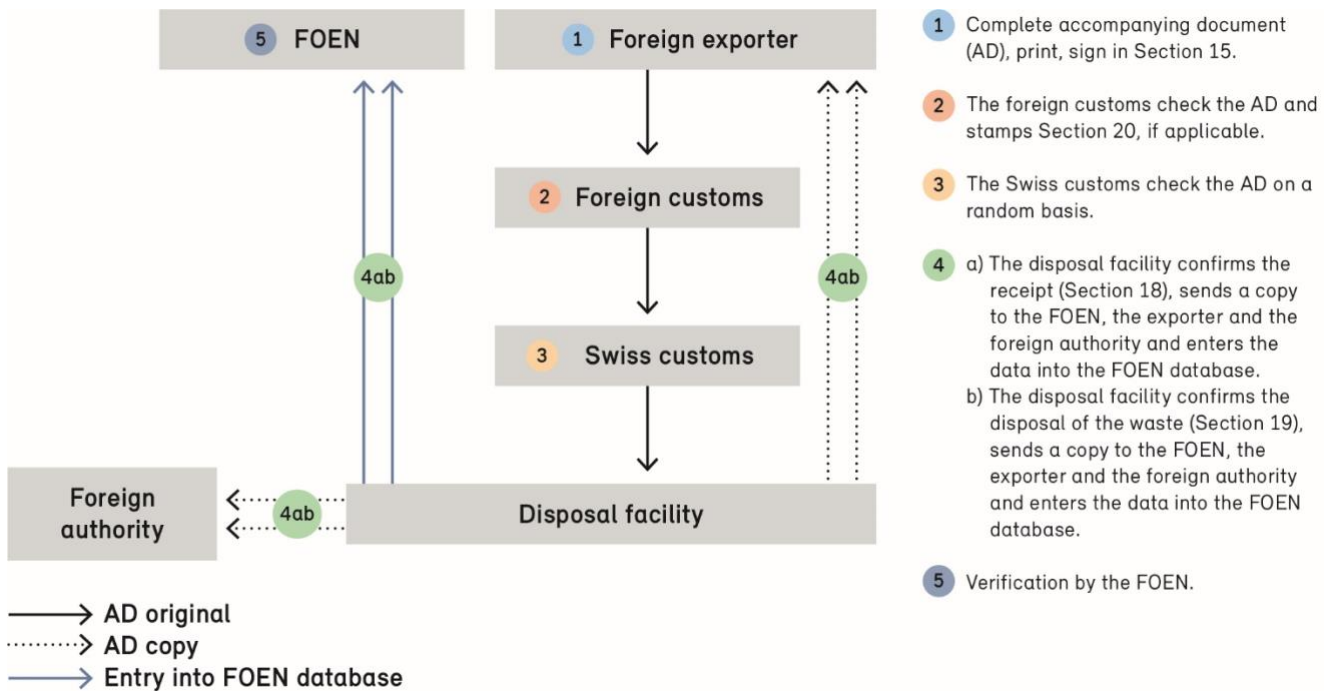 5 FOEN
1 Foreign exporter
2 Foreign customs
4ab
4ab
3 Swiss customs
Foreign
authority
4ab
Disposal facility
AD original
AD copy
Entry into FOEN database
1 Complete accompanying document
(AD), print, sign in Section 15.
2 The foreign customs check the AD and
stamps Section 20, if applicable.
3 The Swiss customs check the AD on a
random basis.
4 a) The disposal facility confirms the
receipt (Section 18), sends a copy
to the FOEN, the exporter and the
foreign authority and enters the
data into the FOEN database.
b) The disposal facility confirms the
disposal of the waste (Section 19),
sends a copy to the FOEN, the
exporter and the foreign authority
and enters the data into the FOEN
database.
5 Verification by the FOEN.